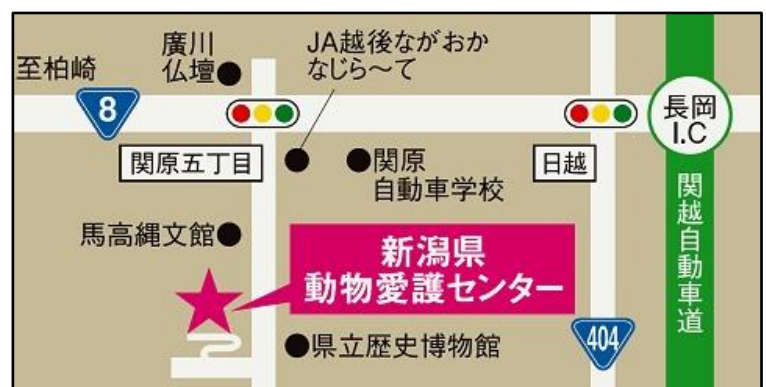 廣川
仏壇
JA越後ながおか
なじら〜て
至柏崎
8
長岡
I.C
関原五丁目
関原
自動車学校
日越
関越自動車道
馬高縄文館
新潟県
動物愛護センター
県立歴史博物館
404